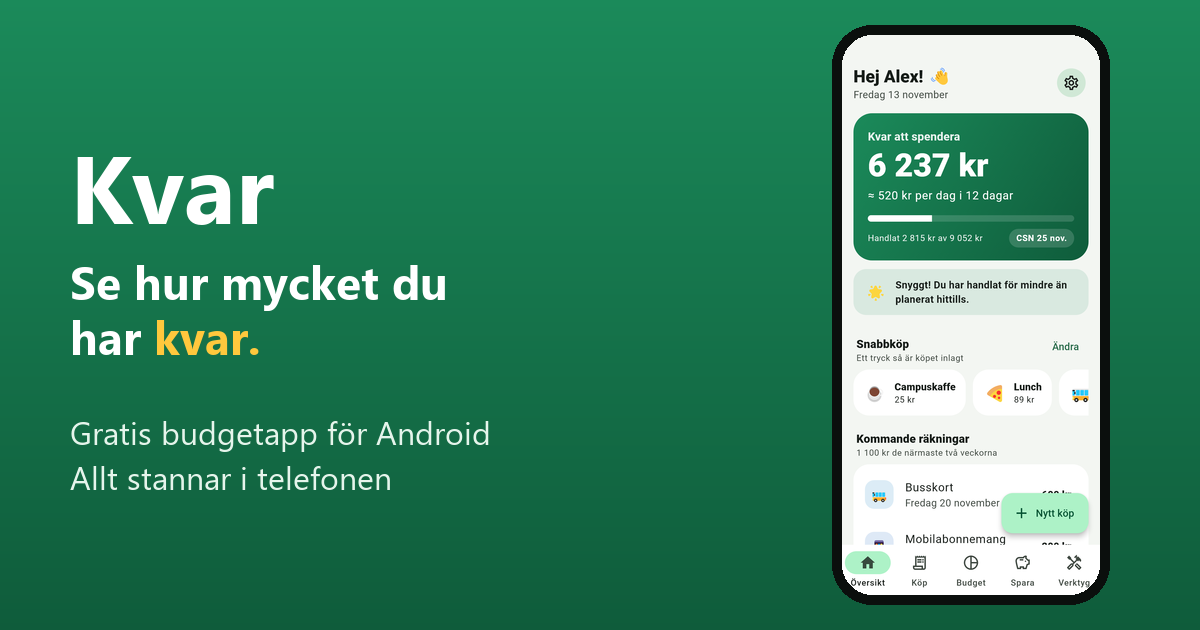 Kvar
Se hur mycket du
har kvar.
Gratis budgetapp för Android
Allt stannar i telefonen
Hej Alex! 👋
Fredag 13 november
Kvar att spendera
6 237 kr
≈ 520 kr per dag i 12 dagar
Handlat 2 815 kr av 9 052 kr
CSN 25 nov.
Snyggt! Du har handlat för mindre än
planerat hittills.
Snabbköp
Ändra
Ett tryck så är köpet inlagt
Campuskaffe
25 kr
Lunch
89 kr
Kommande räkningar
1 100 kr de närmaste två veckorna
Busskort
Fredag 20 november
+ Nytt köp
Mobilabonnemang
Översikt
Köp
Budget
Spara
Verktyg